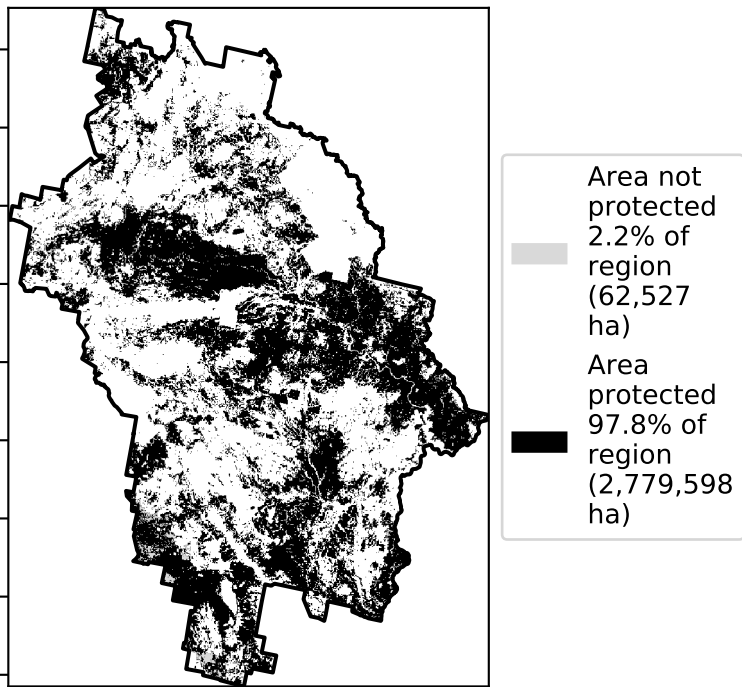 Area not
protected
2.2% of
region
(62,527
ha)
Area
protected
97.8% of
region
(2,779,598
ha)